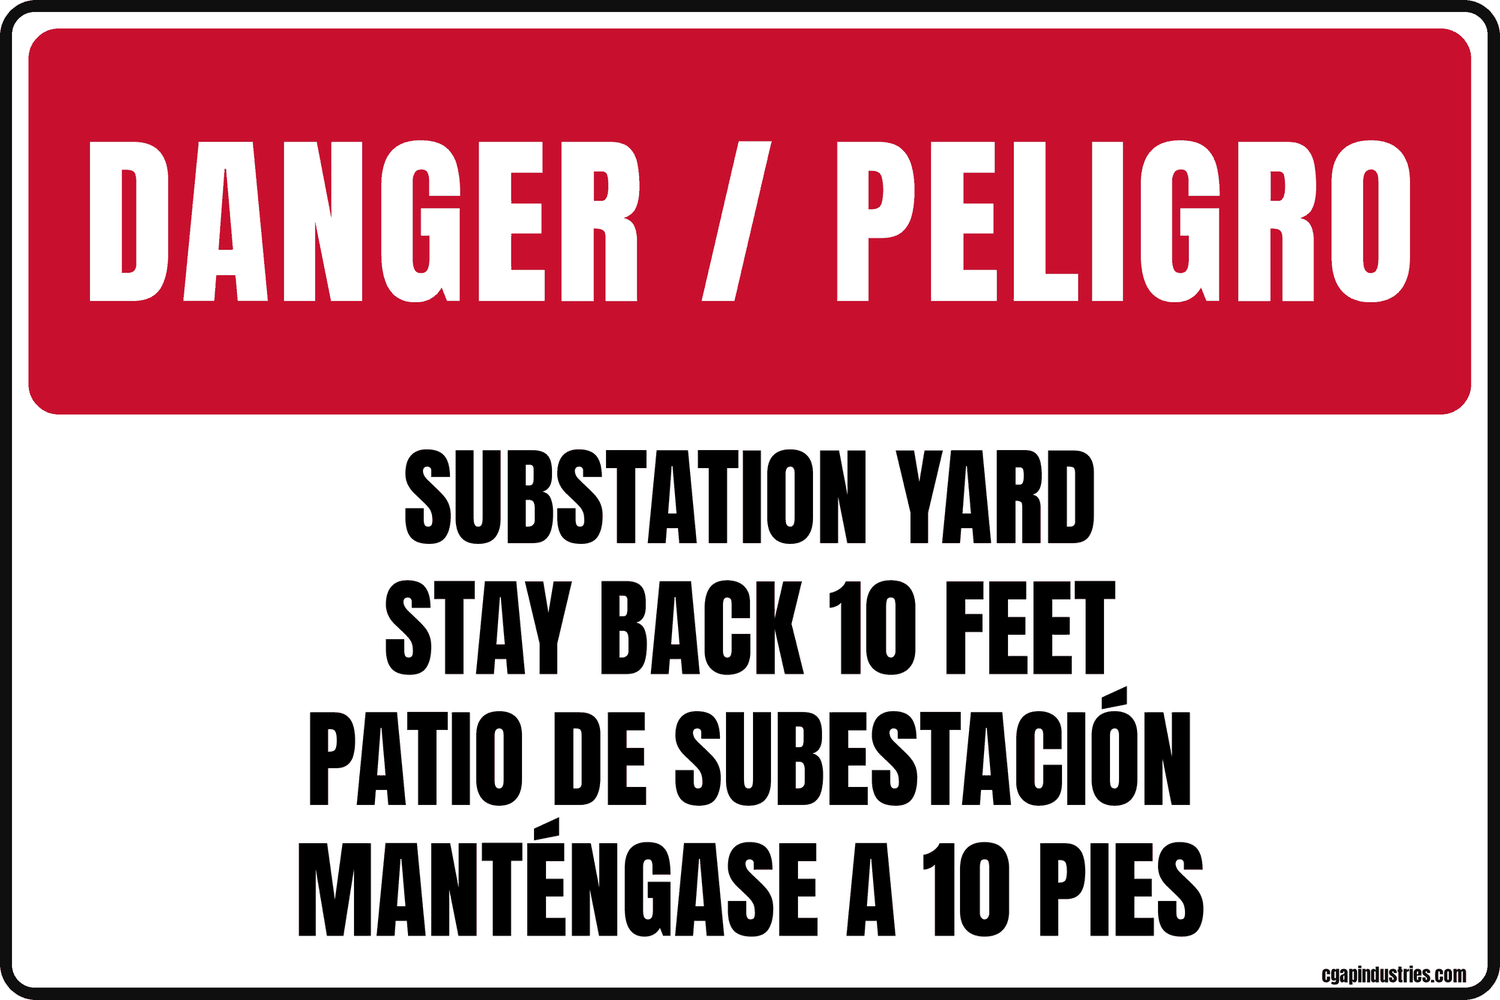 DANGER / PELIGRO
SUBSTATION YARD
STAY BACK 10 FEET
PATIO DE SUBESTACIÓN
MANTÉNGASE A 10 PIES
cgapindustries.com